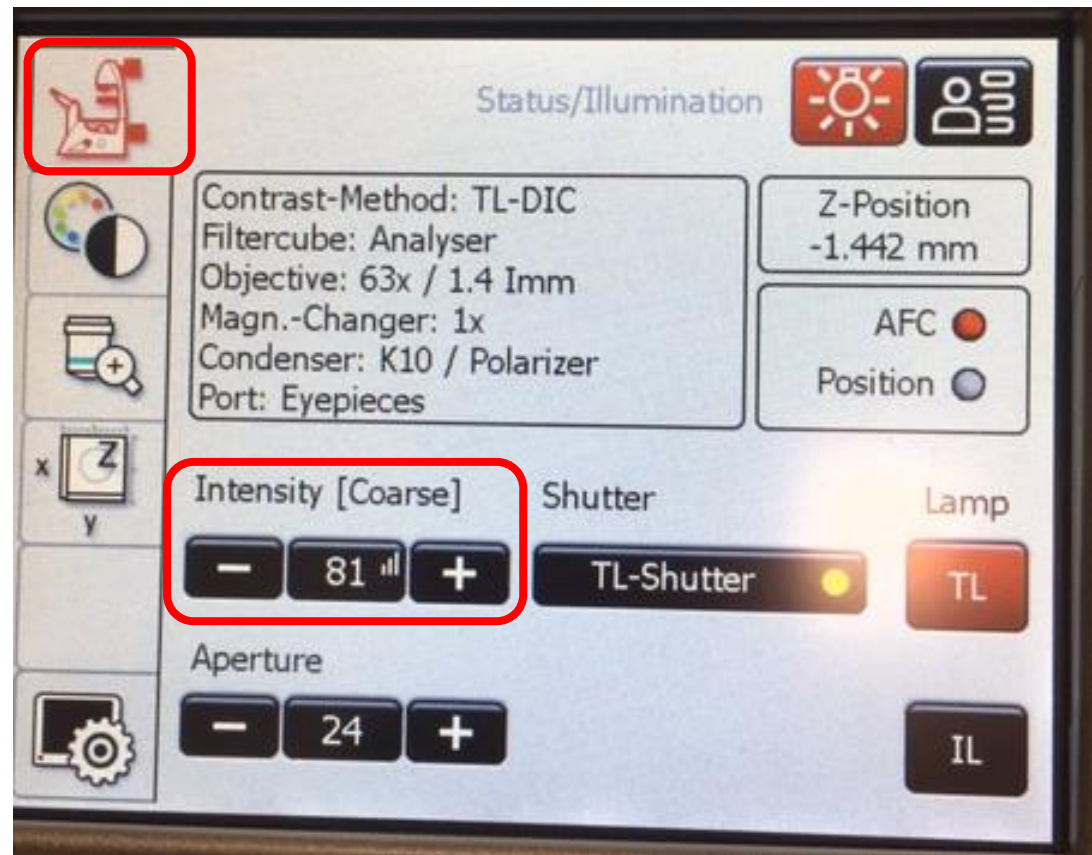 Status/Illumination
Contrast-Method: TL-DIC
Filtercube: Analyser
Objective: 63x / 1.4 Imm
Magn.-Changer: 1x
Condenser: K10 / Polarizer
Port: Eyepieces
Z-Position
-1.442 mm
AFC
Position
x Z
y
Intensity [Coarse]
Shutter
Lamp
− 81 +
TL-Shutter
TL
Aperture
− 24 +
IL